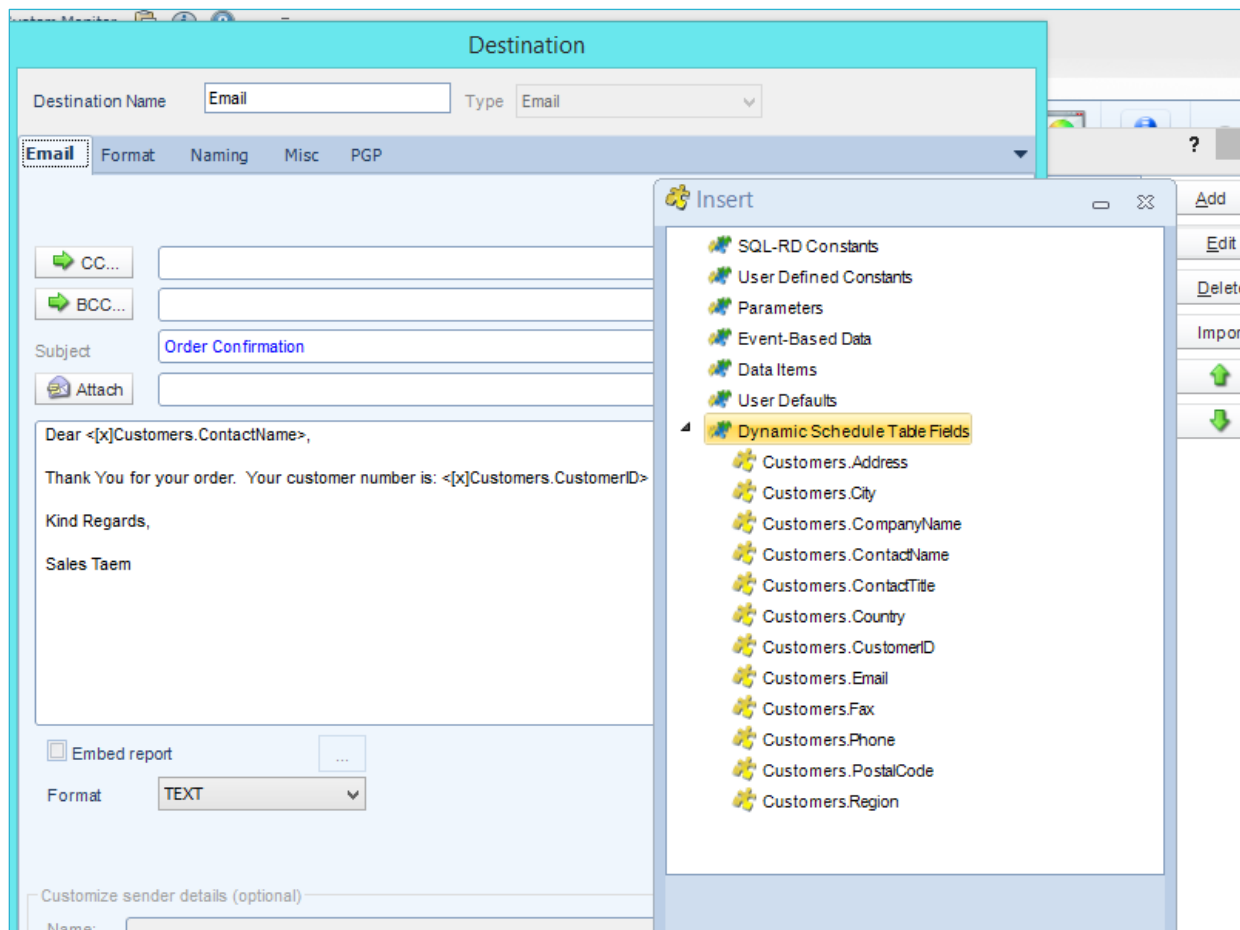 Destination
Destination Name
Email
Type
Email
Email
Format
Naming
Misc
PGP
?
Insert
Add
Edit
Delete
Impor
CC...
BCC...
Subject
Order Confirmation
Attach
Dear <[x]Customers.ContactName>,
Thank You for your order. Your customer number is: <[x]Customers.CustomerID>
Kind Regards,
Sales Taem
Embed report
...
Format
TEXT
Customize sender details (optional)
Name:
SQL-RD Constants
User Defined Constants
Parameters
Event-Based Data
Data Items
User Defaults
Dynamic Schedule Table Fields
Customers.Address
Customers.City
Customers.CompanyName
Customers.ContactName
Customers.ContactTitle
Customers.Country
Customers.CustomerID
Customers.Email
Customers.Fax
Customers.Phone
Customers.PostalCode
Customers.Region